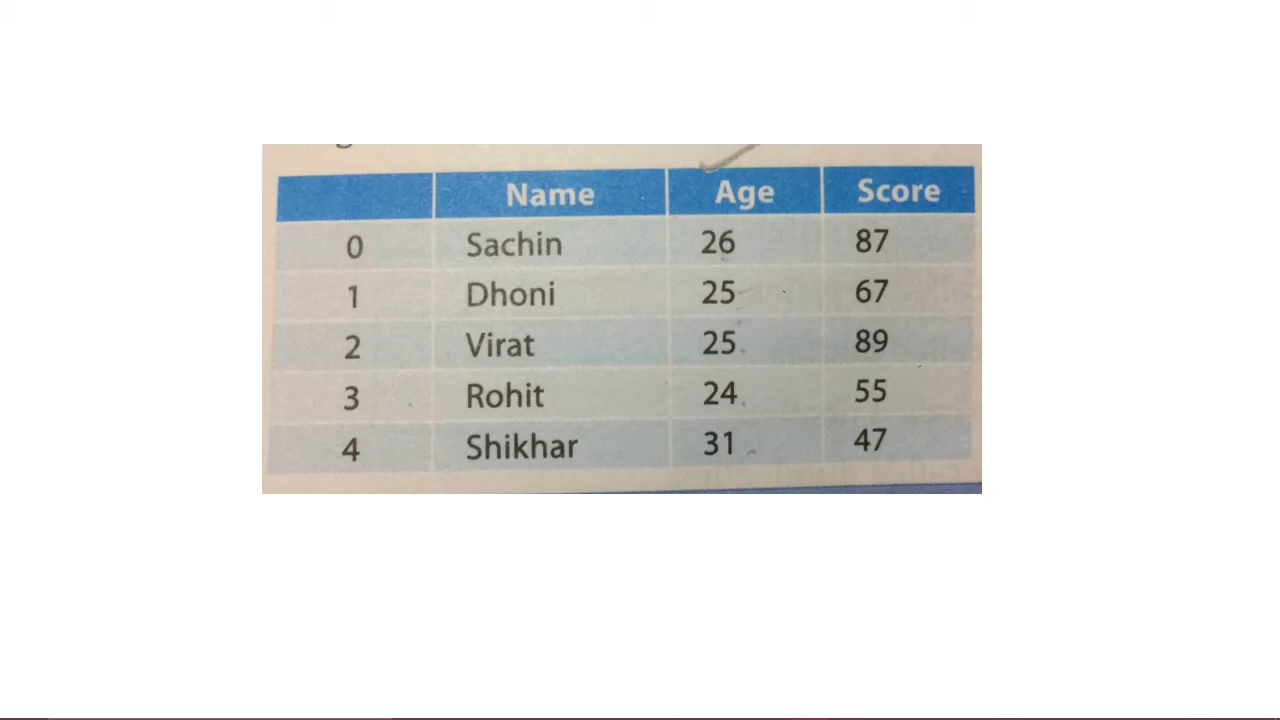 Name Age Score
0 Sachin 26 87
1 Dhoni 25 67
2 Virat 25 89
3 Rohit 24 55
4 Shikhar 31 47